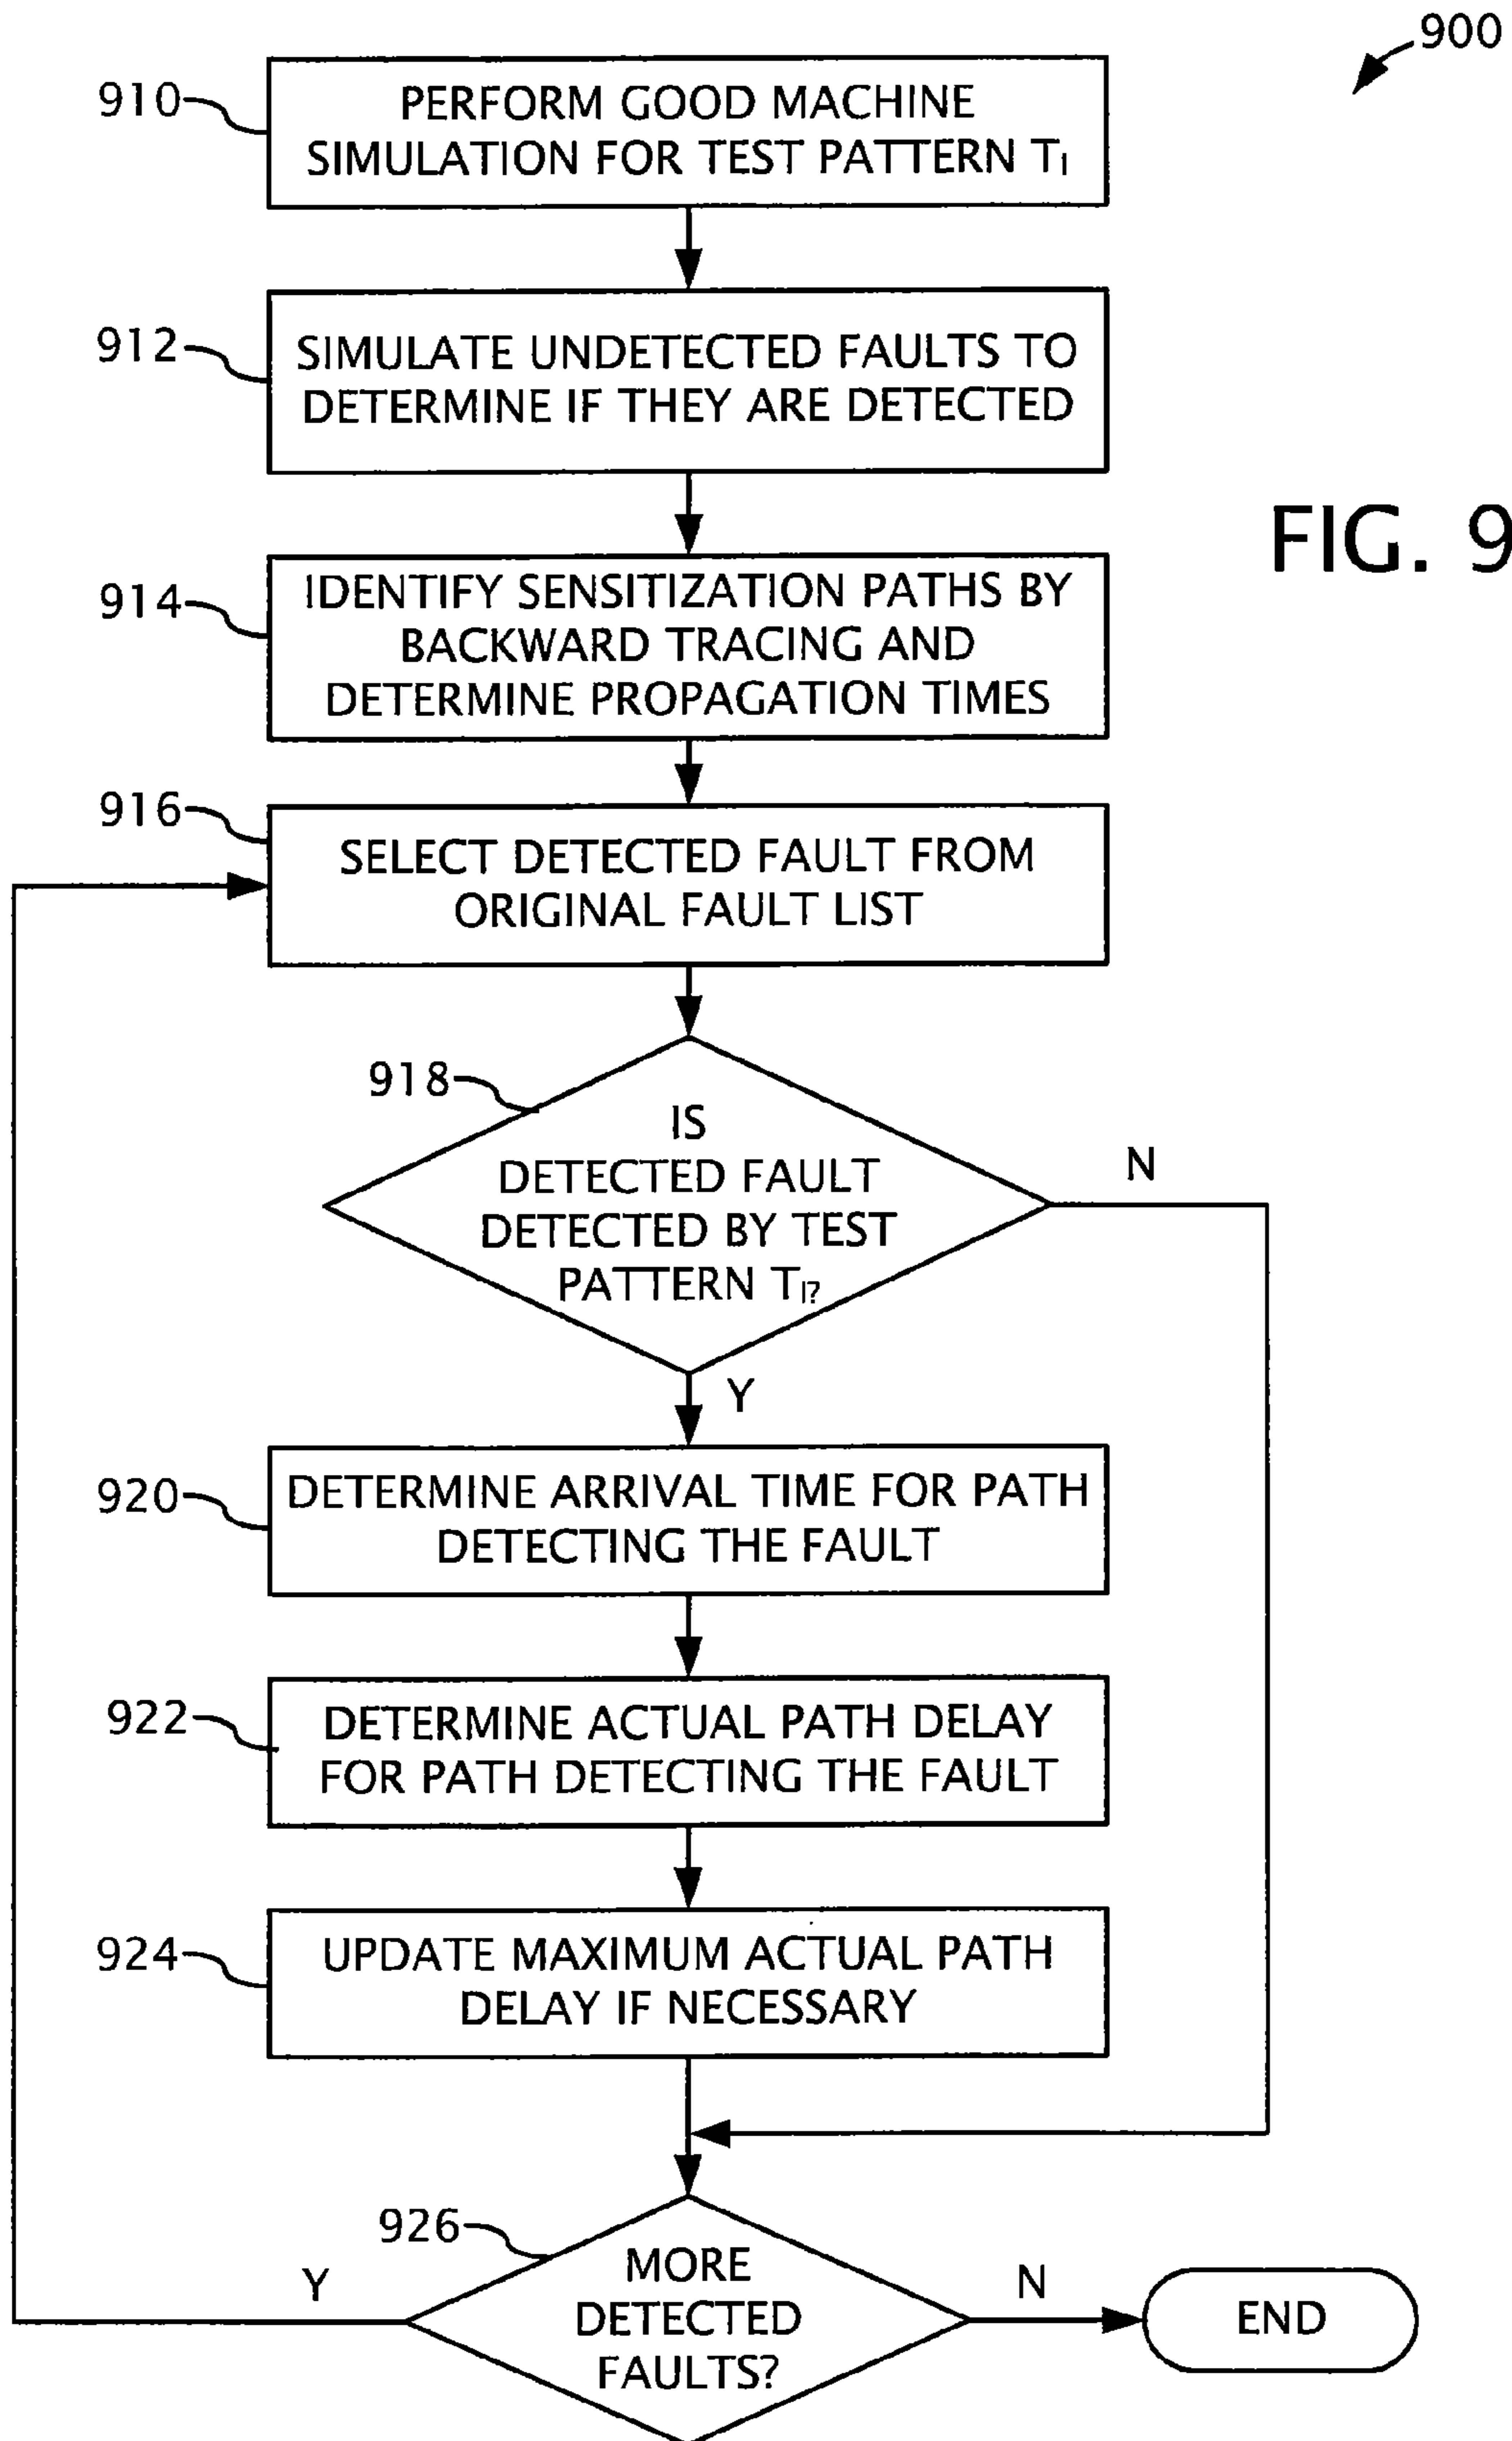 900
910
PERFORM GOOD MACHINE
SIMULATION FOR TEST PATTERN TI
912
SIMULATE UNDETECTED FAULTS TO
DETERMINE IF THEY ARE DETECTED
FIG. 9
914
IDENTIFY SENSITIZATION PATHS BY
BACKWARD TRACING AND
DETERMINE PROPAGATION TIMES
916
SELECT DETECTED FAULT FROM
ORIGINAL FAULT LIST
918
IS
DETECTED FAULT
DETECTED BY TEST
PATTERN TI?
N
Y
920
DETERMINE ARRIVAL TIME FOR PATH
DETECTING THE FAULT
922
DETERMINE ACTUAL PATH DELAY
FOR PATH DETECTING THE FAULT
924
UPDATE MAXIMUM ACTUAL PATH
DELAY IF NECESSARY
926
MORE
DETECTED
FAULTS?
Y
N
END